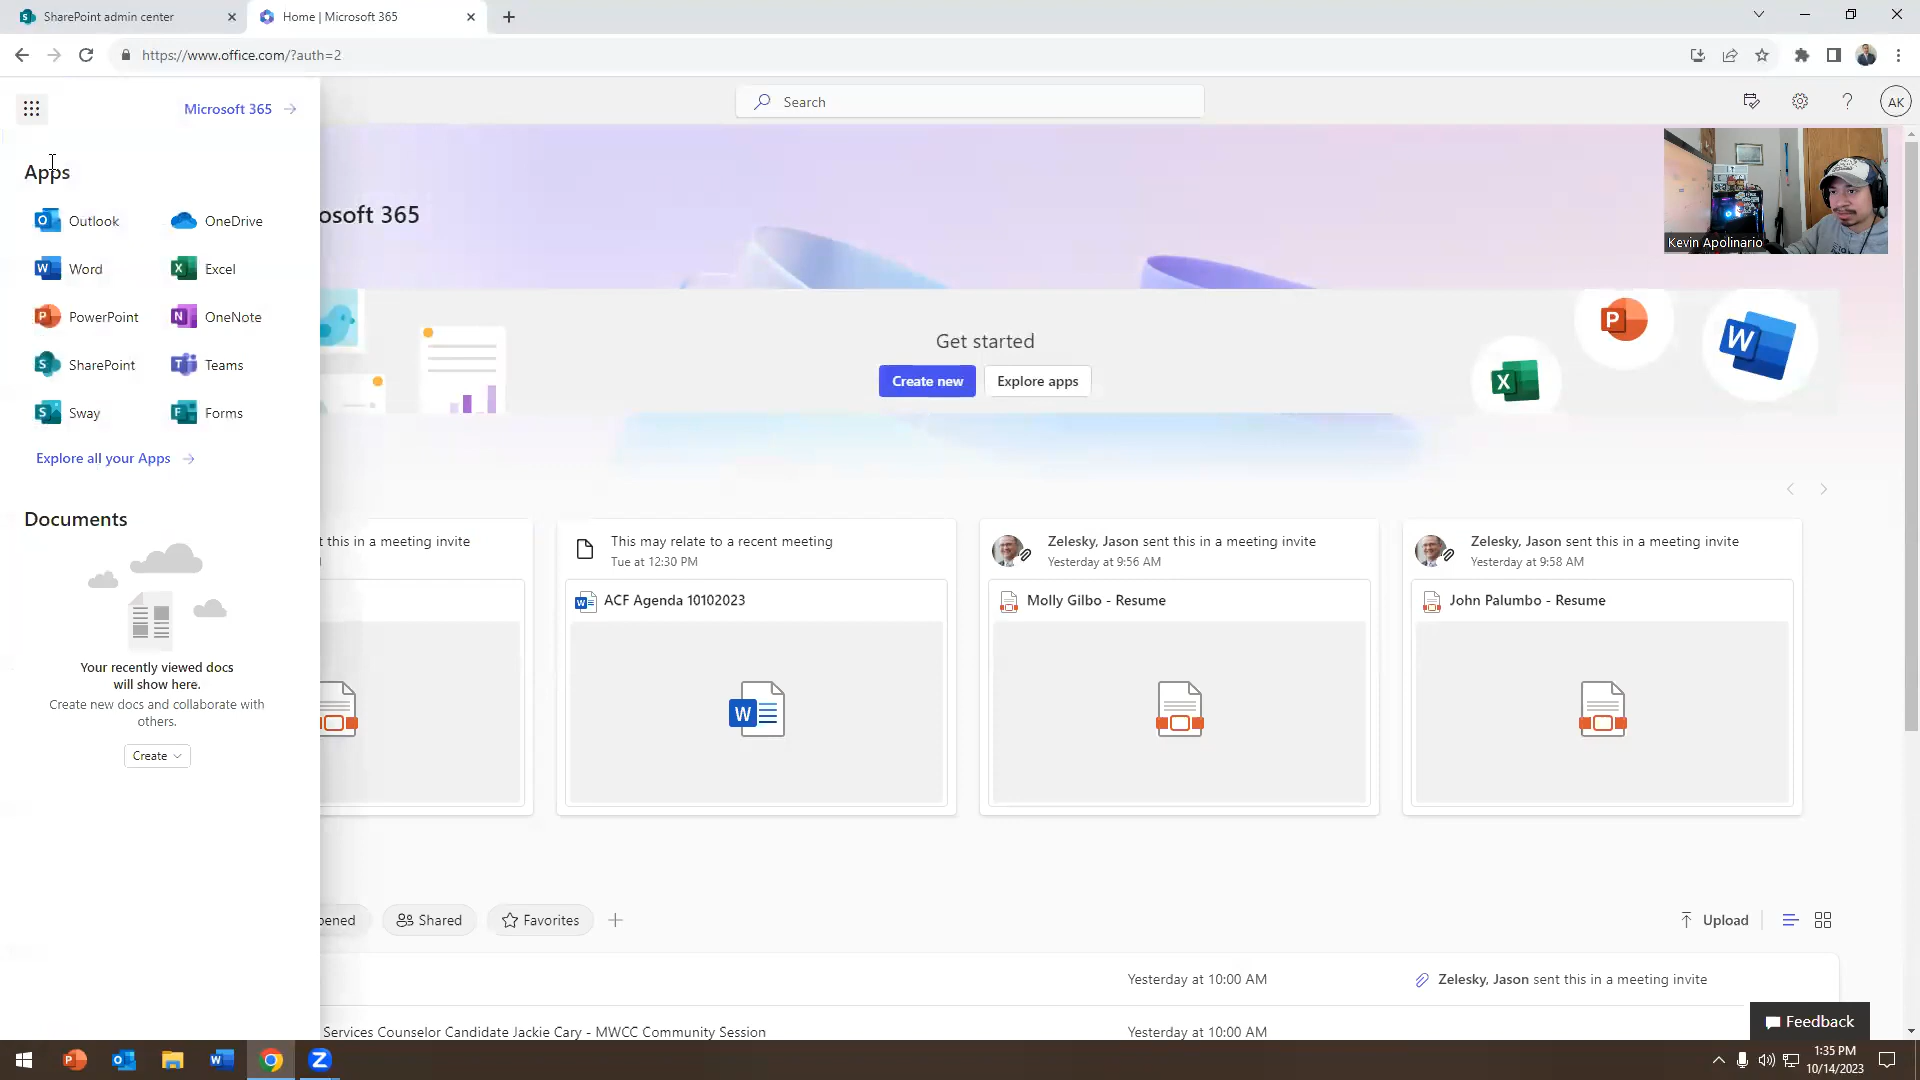 SharePoint admin center
Home | Microsoft 365
https://www.office.com/?auth=2
Microsoft 365
Search
AK
Apps
Outlook
OneDrive
Word
Excel
PowerPoint
OneNote
SharePoint
Teams
Sway
Forms
Explore all your Apps
Documents
Your recently viewed docs
will show here.
Create new docs and collaborate with
others.
Create
osoft 365
Kevin Apolinario
Get started
Create new
Explore apps
t this in a meeting invite
This may relate to a recent meeting
Tue at 12:30 PM
ACF Agenda 10102023
Zelesky, Jason sent this in a meeting invite
Yesterday at 9:56 AM
Molly Gilbo - Resume
Zelesky, Jason sent this in a meeting invite
Yesterday at 9:58 AM
John Palumbo - Resume
pened
Shared
Favorites
Upload
Yesterday at 10:00 AM
Zelesky, Jason sent this in a meeting invite
Services Counselor Candidate Jackie Cary - MWCC Community Session
Yesterday at 10:00 AM
Feedback
1:35 PM
10/14/2023